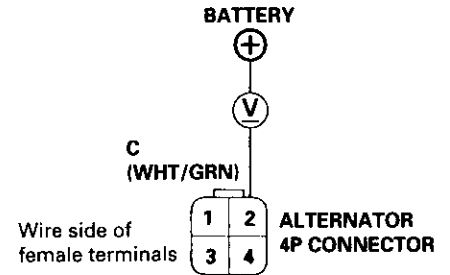 BATTERY
+
V
C
(WHT/GRN)
1 2
3 4
ALTERNATOR
4P CONNECTOR
Wire side of
female terminals